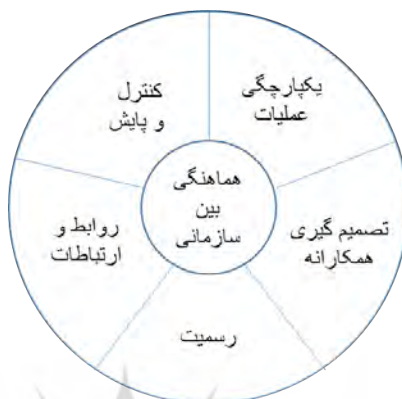 یکپارچگی
عملیات
کنترل
و پایش
هماهنگی
بین
سازمانی
تصمیم گیری
همکارانه
روابط و
ارتباطات
رسمیت